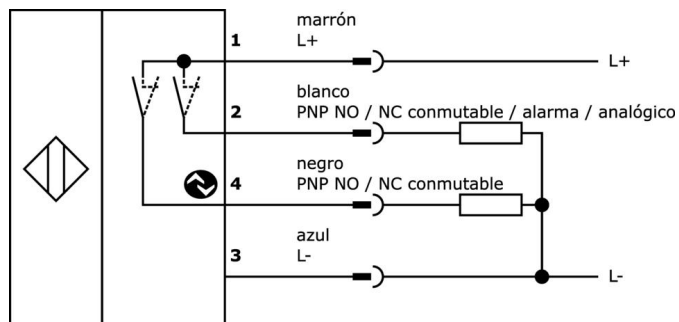 marrón
1 L+
L+
blanco
2 PNP NO / NC conmutable / alarma / analógico
negro
4 PNP NO / NC conmutable
azul
3 L-
L-